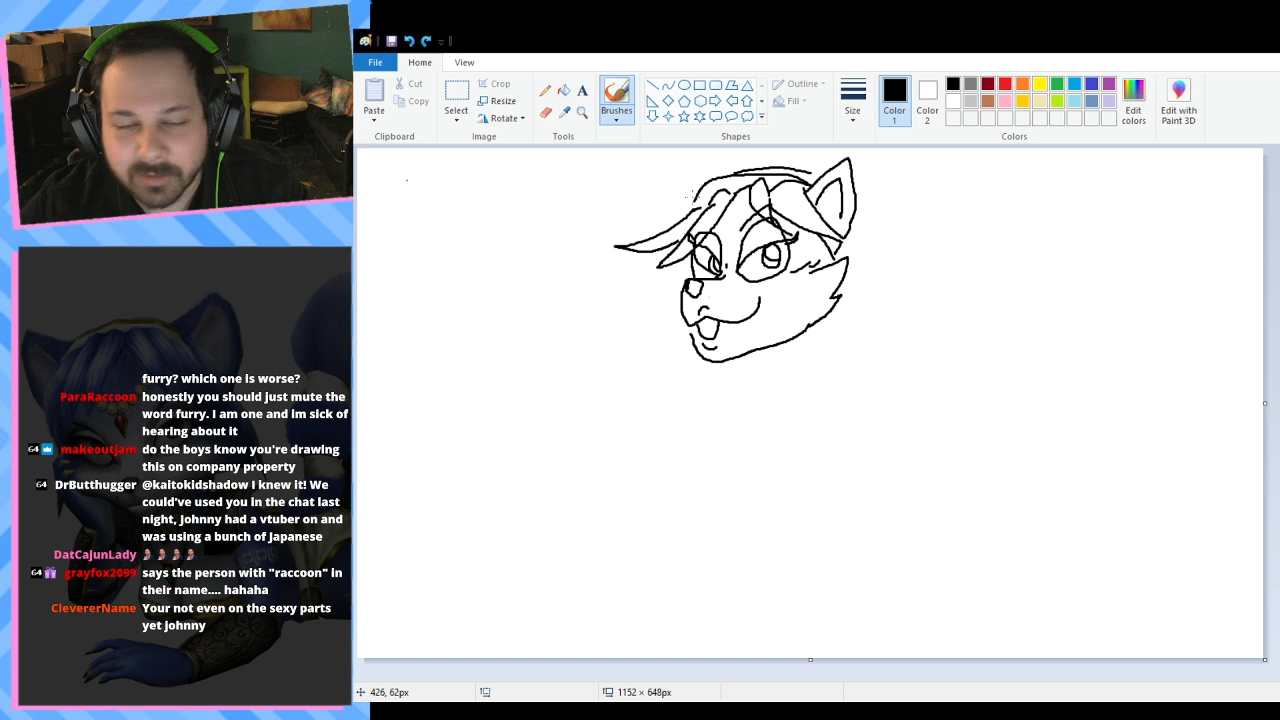 File Home View
Paste
Cut
Copy
Clipboard
Select
Crop
Resize
Rotate
Image
Tools
Brushes
Shapes
Outline
Fill
Size
Color 1
Color 2
Edit colors
Colors
Edit with Paint 3D
furry? which one is worse?
ParaRaccoon honestly you should just mute the
word furry. I am one and im sick of
hearing about it
64 makeoutjam do the boys know you're drawing
this on company property
64 DrButthugger @kaitokidshadow I knew it! We
could've used you in the chat last
night, Johnny had a vtuber on and
was using a bunch of Japanese
DatCajunLady
64 grayfox2099 says the person with "raccoon" in
their name.... hahaha
ClevererName Your not even on the sexy parts
yet Johnny
426, 62px
1152 × 648px